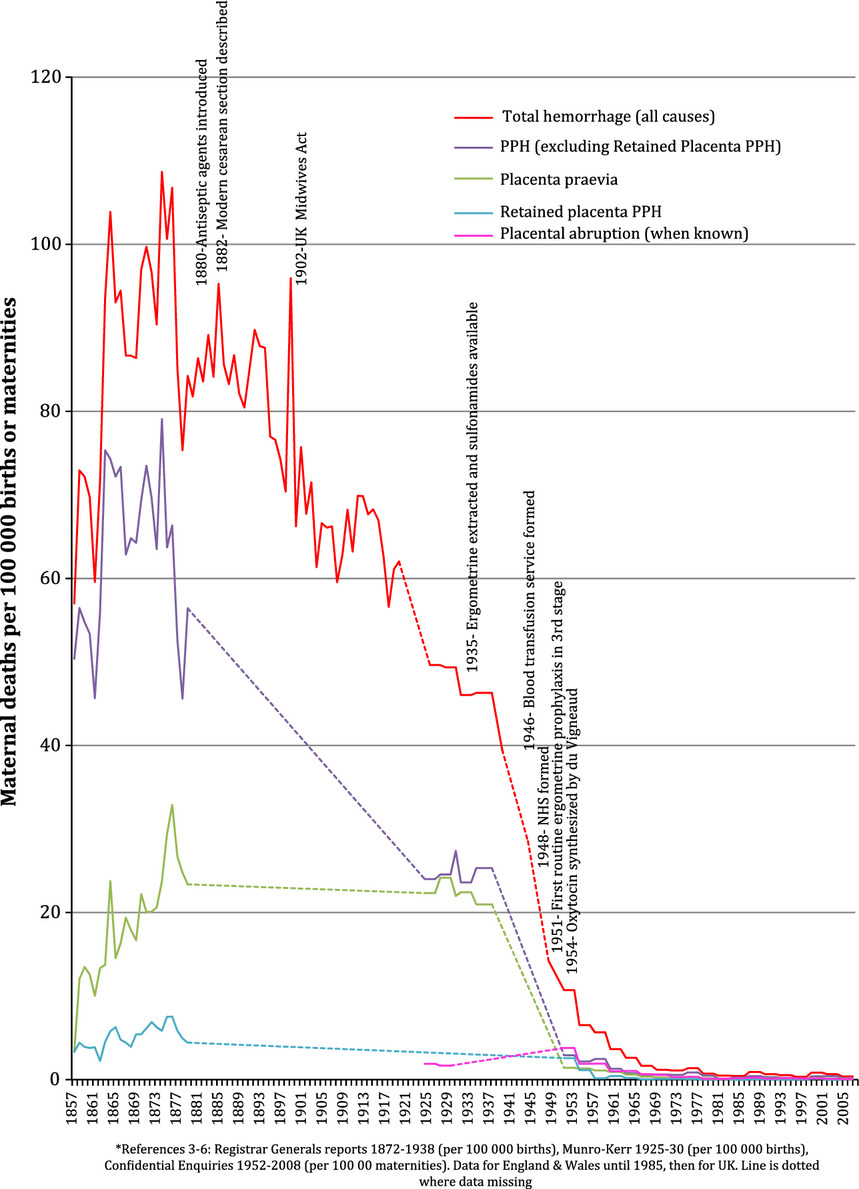 Maternal deaths per 100 000 births or maternities
120
100
80
60
40
20
0
1880-Antiseptic agents introduced
1882- Modern cesarean section described
1902-UK Midwives Act
1935- Ergometrine extracted and sulfonamides available
1946- Blood transfusion service formed
1948- NHS formed
1951- First routine ergometrine prophylaxis in 3rd stage
1954- Oxytocin synthesized by du Vigneaud
Total hemorrhage (all causes)
PPH (excluding Retained Placenta PPH)
Placenta praevia
Retained placenta PPH
Placental abruption (when known)
1857
1861
1865
1869
1873
1877
1881
1885
1889
1893
1897
1901
1905
1909
1913
1917
1921
1925
1929
1933
1937
1941
1945
1949
1953
1957
1961
1965
1969
1973
1977
1981
1985
1989
1993
1997
2001
2005
*References 3-6: Registrar Generals reports 1872-1938 (per 100 000 births), Munro-Kerr 1925-30 (per 100 000 births),
Confidential Enquiries 1952-2008 (per 100 00 maternities). Data for England & Wales until 1985, then for UK. Line is dotted
where data missing